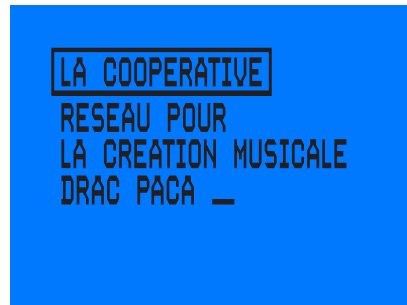 LA COOPERATIVE
RESEAU POUR
LA CREATION MUSICALE
DRAC PACA _